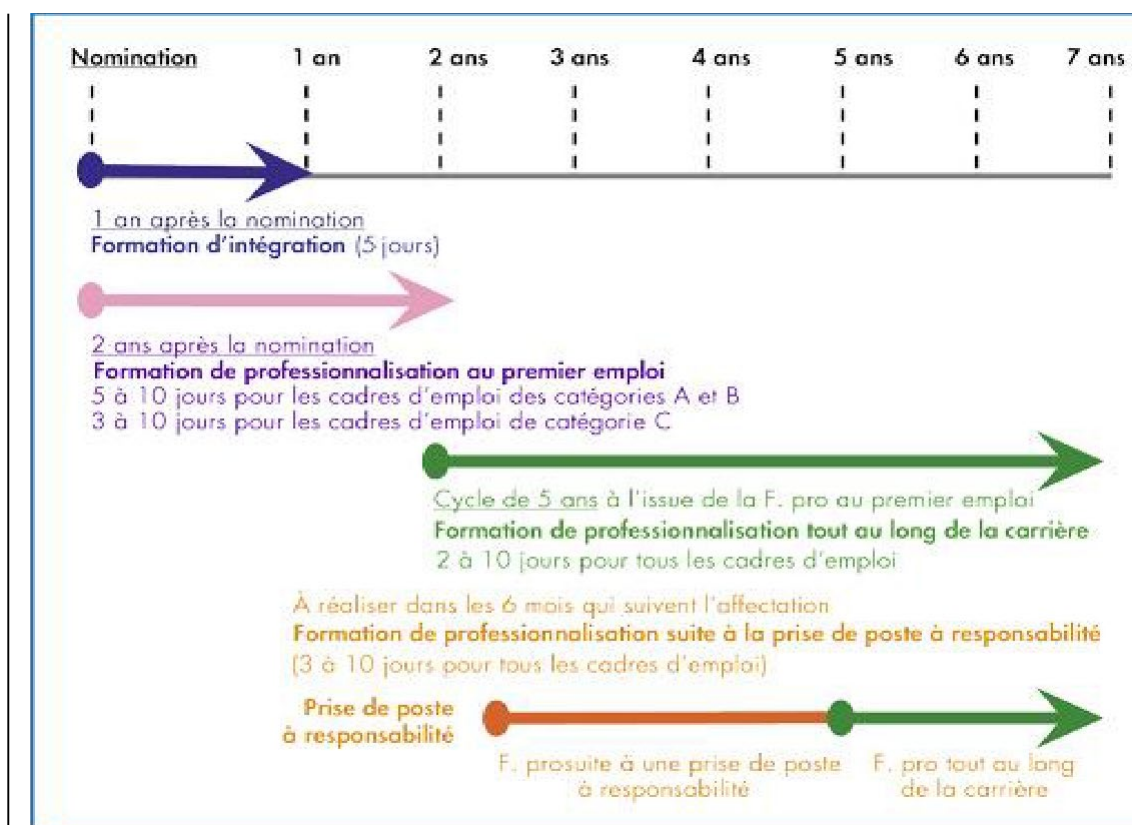 Nomination 1 an 2 ans 3 ans 4 ans 5 ans 6 ans 7 ans
1 an après la nomination
Formation d'intégration (5 jours)
2 ans après la nomination
Formation de professionnalisation au premier emploi
5 à 10 jours pour les cadres d'emploi des catégories A et B
3 à 10 jours pour les cadres d'emploi de catégorie C
Cycle de 5 ans à l'issue de la F. pro au premier emploi
Formation de professionnalisation tout au long de la carrière
2 à 10 jours pour tous les cadres d'emploi
À réaliser dans les 6 mois qui suivent l'affectation
Formation de professionnalisation suite à la prise de poste à responsabilité
(3 à 10 jours pour tous les cadres d'emploi)
Prise de poste
à responsabilité
F. prosuite à une prise de poste
à responsabilité
F. pro tout au long
de la carrière